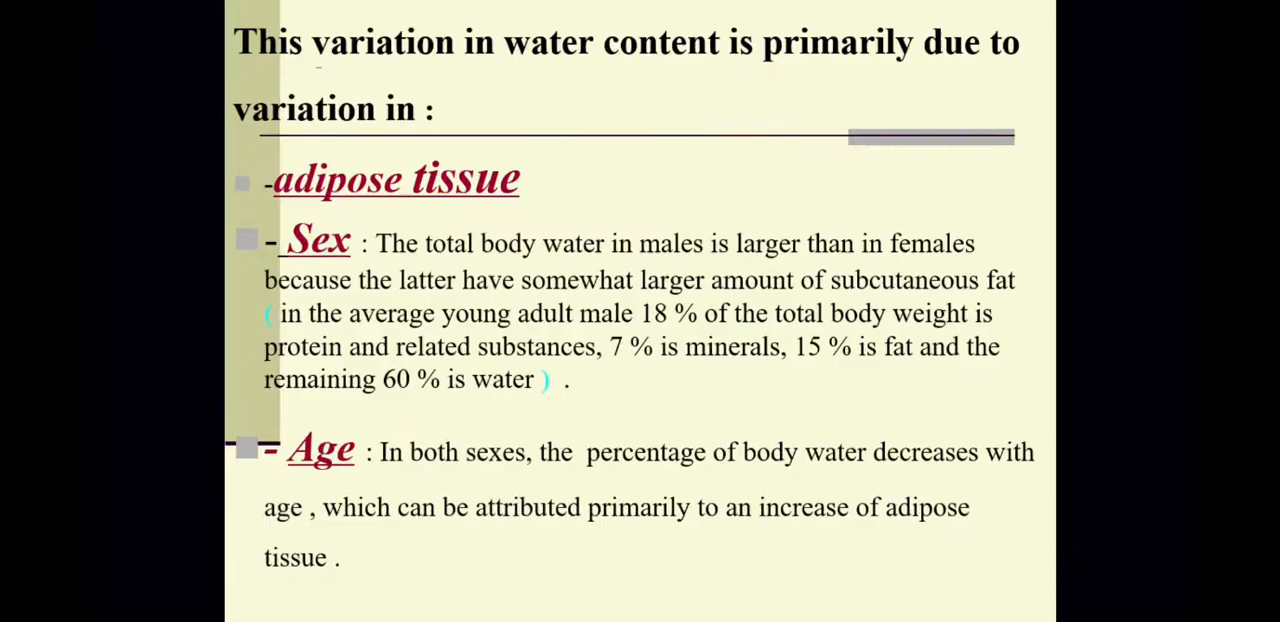 This variation in water content is primarily due to
variation in :
-adipose tissue
- Sex : The total body water in males is larger than in females
because the latter have somewhat larger amount of subcutaneous fat
( in the average young adult male 18 % of the total body weight is
protein and related substances, 7 % is minerals, 15 % is fat and the
remaining 60 % is water ) .
- Age : In both sexes, the percentage of body water decreases with
age , which can be attributed primarily to an increase of adipose
tissue .